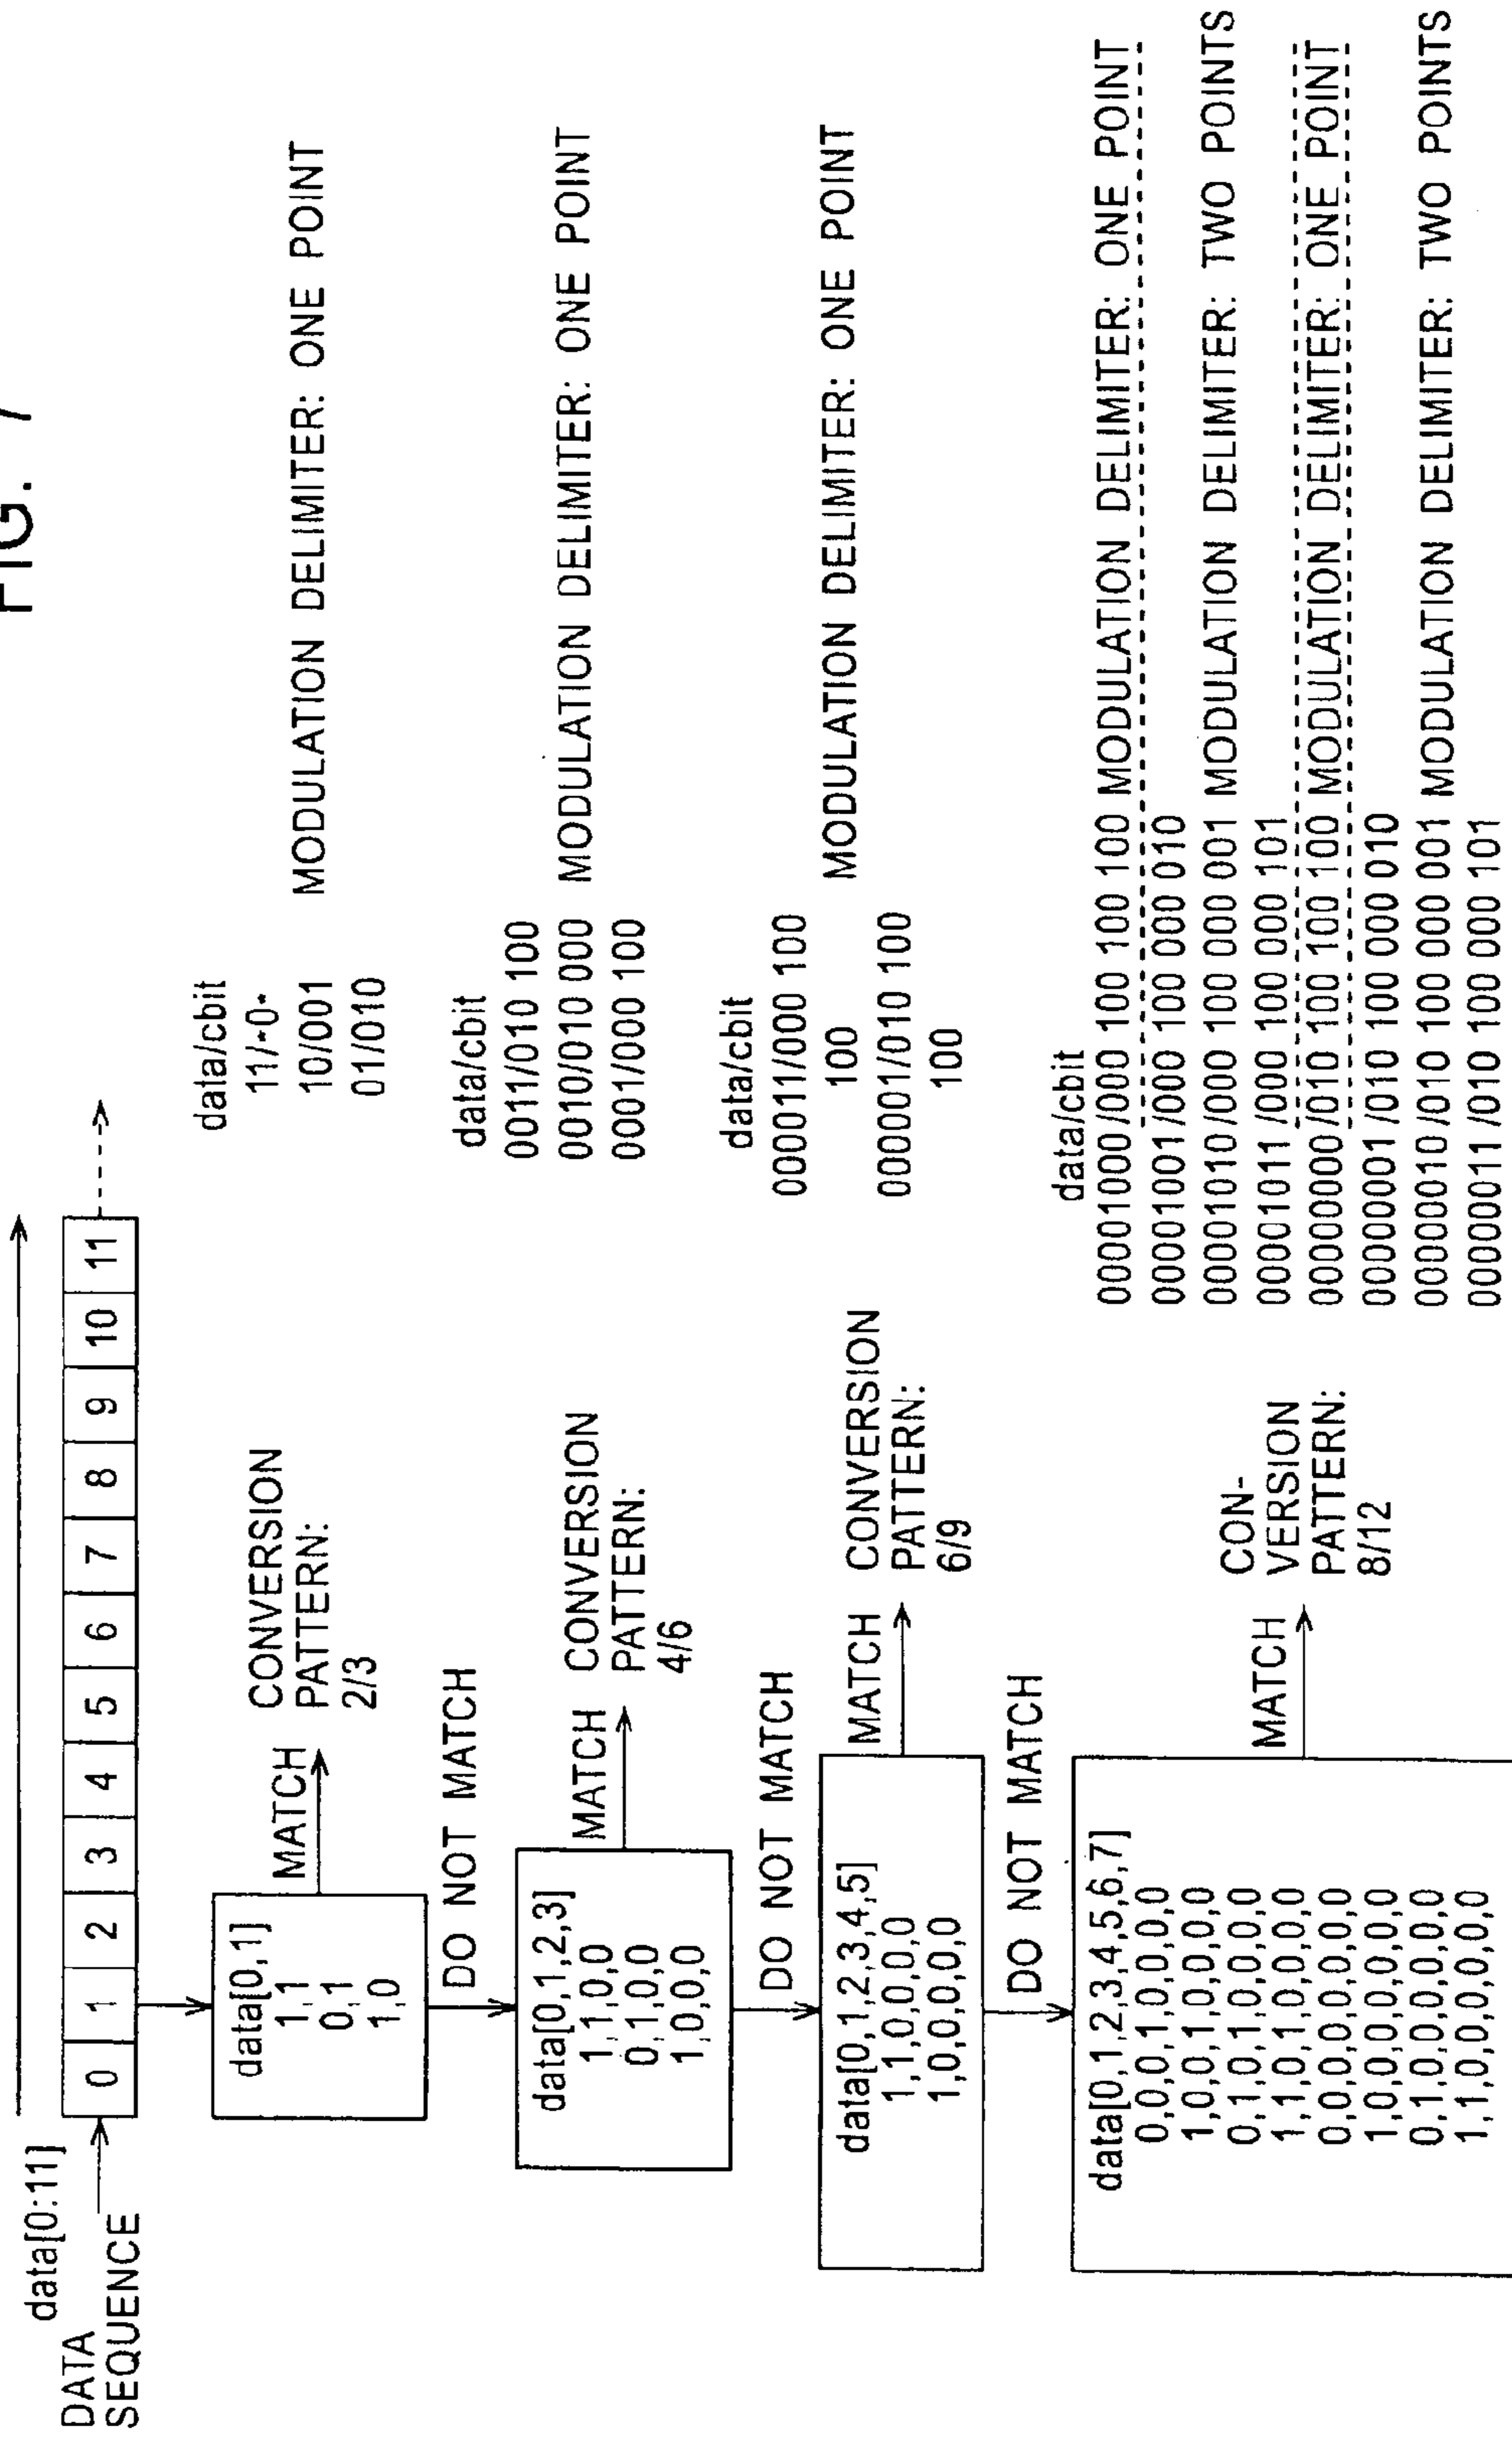 FIG. 7
data[0:11]
DATA
SEQUENCE
0 1 2 3 4 5 6 7 8 9 10 11
data[0,1]
1,1
0,1
1,0
MATCH
CONVERSION
PATTERN:
2/3
data/cbit
11/*0*
10/001
01/010
MODULATION DELIMITER: ONE POINT
DO NOT MATCH
data[0,1,2,3]
1,1,0,0
0,1,0,0
1,0,0,0
MATCH
CONVERSION
PATTERN:
4/6
data/cbit
0011/010 100
0010/010 000 MODULATION DELIMITER: ONE POINT
0001/000 100
DO NOT MATCH
data[0,1,2,3,4,5]
1,1,0,0,0,0
1,0,0,0,0,0
MATCH
CONVERSION
PATTERN:
6/9
data/cbit
000011/000 100
100
000001/010 100
100
MODULATION DELIMITER: ONE POINT
DO NOT MATCH
data[0,1,2,3,4,5,6,7]
0,0,0,1,0,0,0,0
1,0,0,1,0,0,0,0
0,1,0,1,0,0,0,0
1,1,0,1,0,0,0,0
0,0,0,0,0,0,0,0
1,0,0,0,0,0,0,0
0,1,0,0,0,0,0,0
1,1,0,0,0,0,0,0
MATCH
CON-
VERSION
PATTERN:
8/12
data/cbit
00001000/000 100 100 100 MODULATION DELIMITER: ONE POINT
00001001/000 100 000 010
00001010/000 100 000 001 MODULATION DELIMITER: TWO POINTS
00001011/000 100 000 101
00000000/010 100 100 100 MODULATION DELIMITER: ONE POINT
00000001/010 100 000 010
00000010/010 100 000 001 MODULATION DELIMITER: TWO POINTS
00000011/010 100 000 101